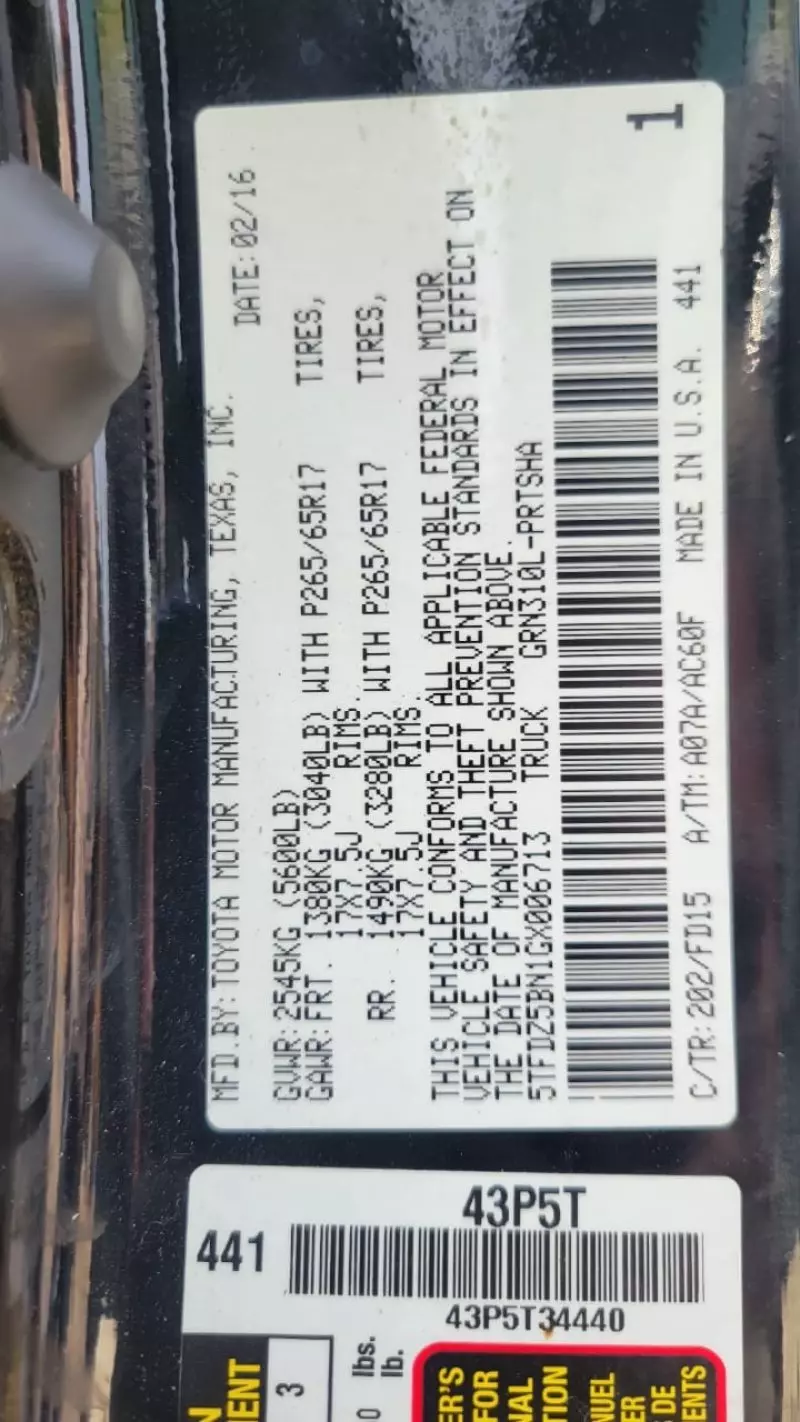 MFD.BY:TOYOTA MOTOR MANUFACTURING, TEXAS, INC.
DATE:02/16
GVWR:2545KG (5600LB)
GAWR:FRT. 1380KG (3040LB) WITH P265/65R17 TIRES,
17X7.5J RIMS
RR. 1490KG (3280LB) WITH P265/65R17 TIRES,
17X7.5J RIMS
THIS VEHICLE CONFORMS TO ALL APPLICABLE FEDERAL MOTOR
VEHICLE SAFETY AND THEFT PREVENTION STANDARDS IN EFFECT ON
THE DATE OF MANUFACTURE SHOWN ABOVE.
5TFDZ5BN1GX006713 TRUCK GRN310L-PRTSHA
C/TR:202/FD15 A/TM:A07A/AC60F MADE IN U.S.A. 441
1
441
43P5T
43P5T34440
3
lbs.
lb.